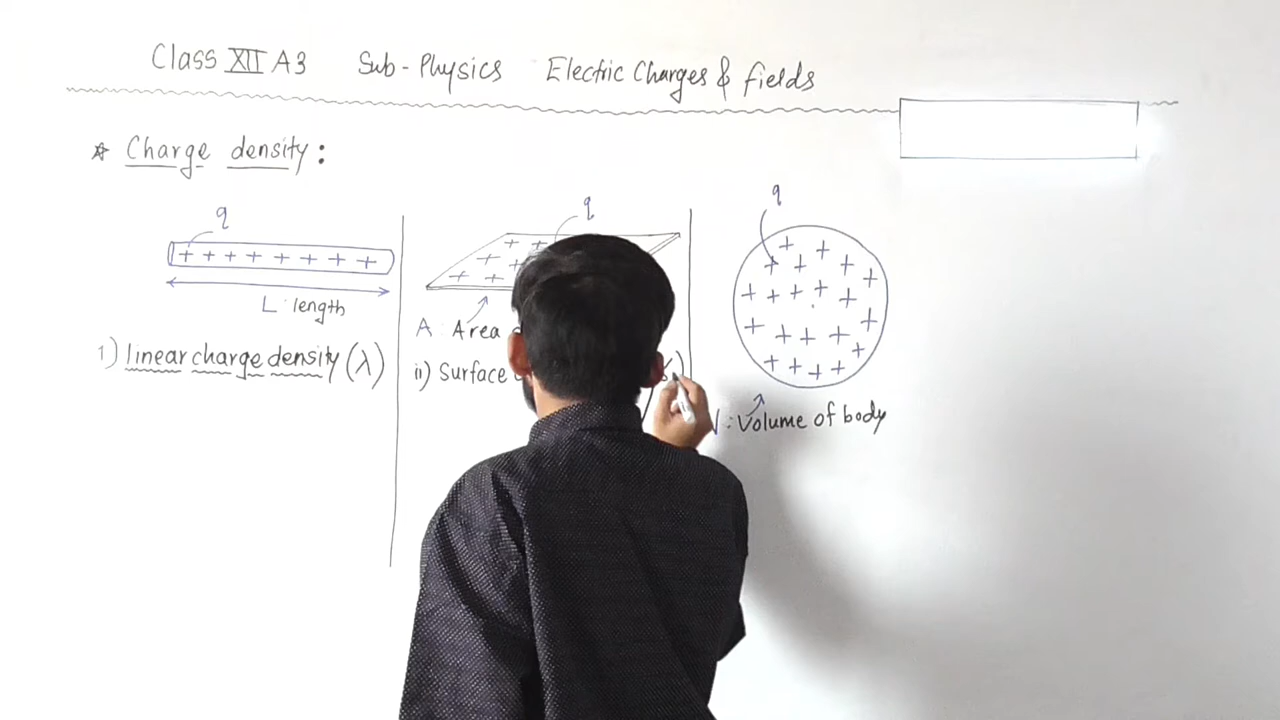 Class XII A3 Sub - Physics Electric Charges & fields
☆ Charge density :
q
+ + + + + + + +
L : length
1) linear charge density (λ)
q
A : Area
ii) Surface
q
V : Volume of body